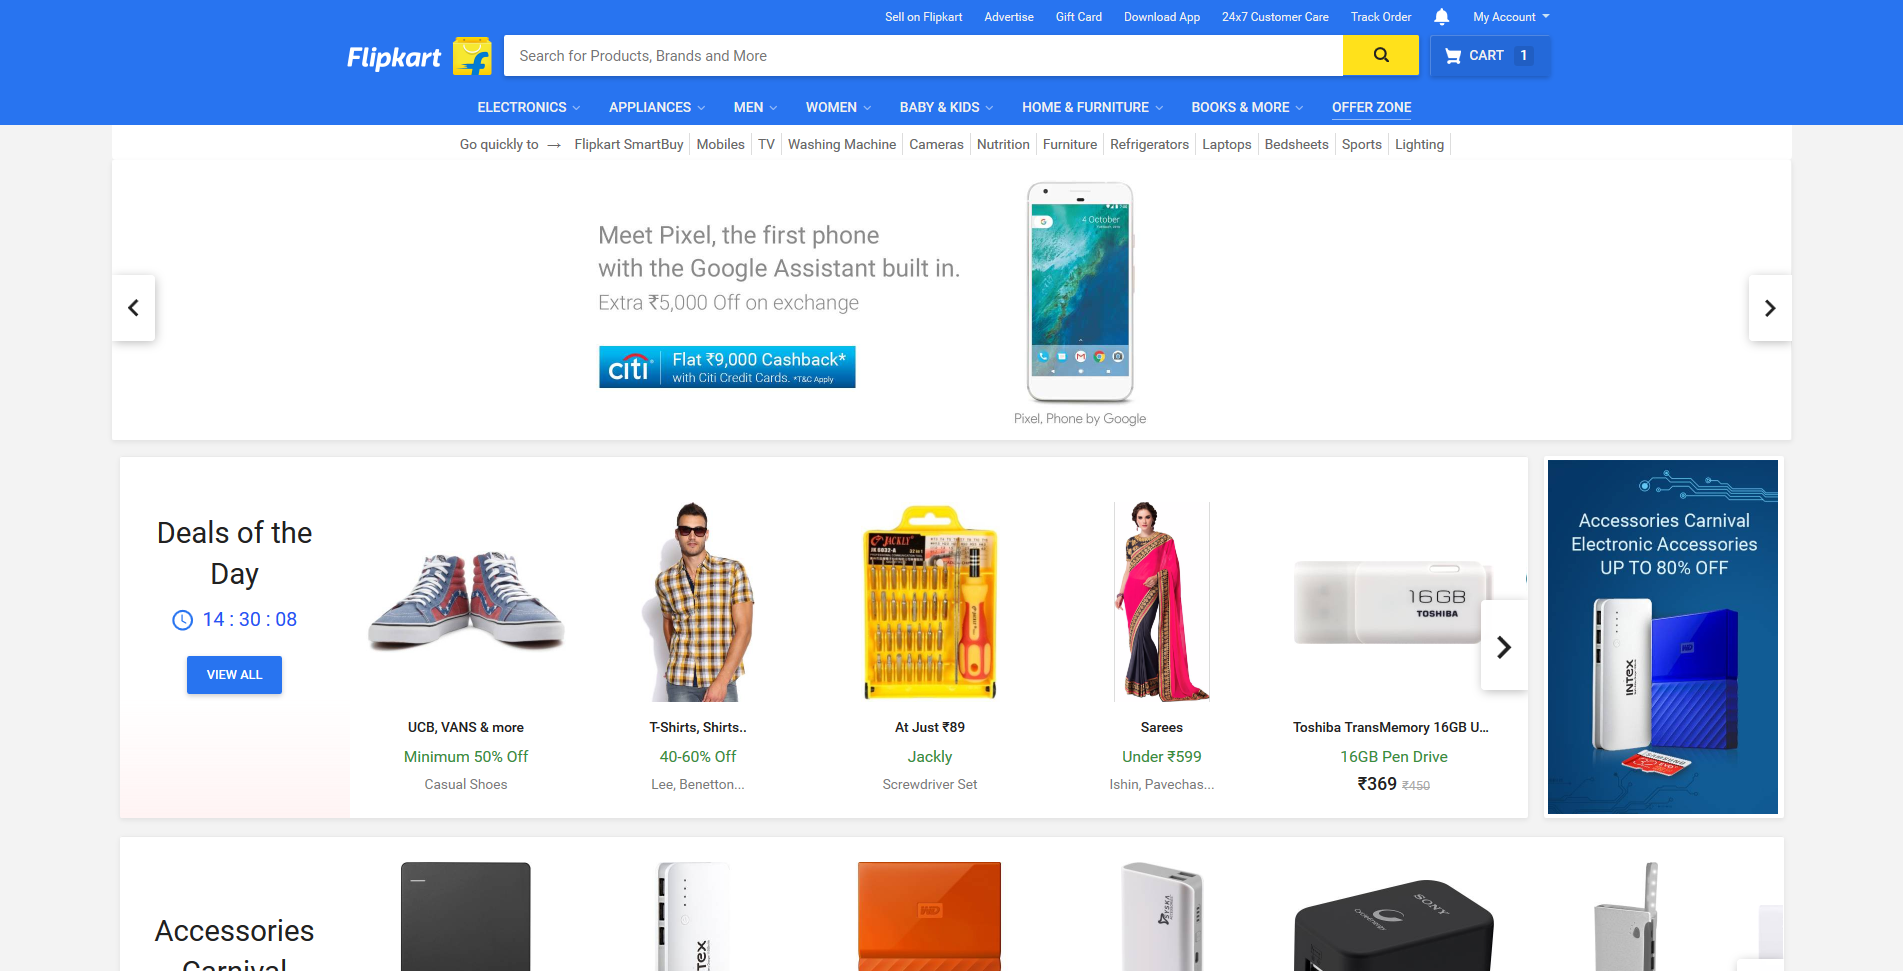 Sell on Flipkart Advertise Gift Card Download App 24x7 Customer Care Track Order My Account
Flipkart Search for Products, Brands and More CART 1
ELECTRONICS APPLIANCES MEN WOMEN BABY & KIDS HOME & FURNITURE BOOKS & MORE OFFER ZONE
Go quickly to → Flipkart SmartBuy Mobiles TV Washing Machine Cameras Nutrition Furniture Refrigerators Laptops Bedsheets Sports Lighting
Meet Pixel, the first phone
with the Google Assistant built in.
Extra ₹5,000 Off on exchange
citi Flat ₹9,000 Cashback*
with Citi Credit Cards. *T&C Apply
4 October
Pixel, Phone by Google
Deals of the
Day
14 : 30 : 08
VIEW ALL
JACKLY
16GB
TOSHIBA
UCB, VANS & more
Minimum 50% Off
Casual Shoes
T-Shirts, Shirts..
40-60% Off
Lee, Benetton...
At Just ₹89
Jackly
Screwdriver Set
Sarees
Under ₹599
Ishin, Pavechas...
Toshiba TransMemory 16GB U...
16GB Pen Drive
₹369 ₹450
Accessories Carnival
Electronic Accessories
UP TO 80% OFF
INTEX
WD
SAMSUNG
32 EVO
Accessories
Carnival
WD
SYSKA
SONY